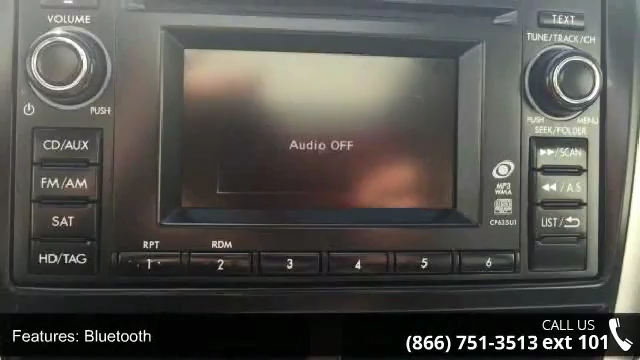 VOLUME
TEXT
TUNE/TRACK/CH
PUSH
PUSH
MENU
SEEK/FOLDER
Audio OFF
CD/AUX
FM/AM
SAT
HD/TAG
▶▶/SCAN
◀◀/A.S
LIST/
MP3
WMA
CP635U1
RPT
RDM
1
2
3
4
5
6
Features: Bluetooth
CALL US
(866) 751-3513 ext 101